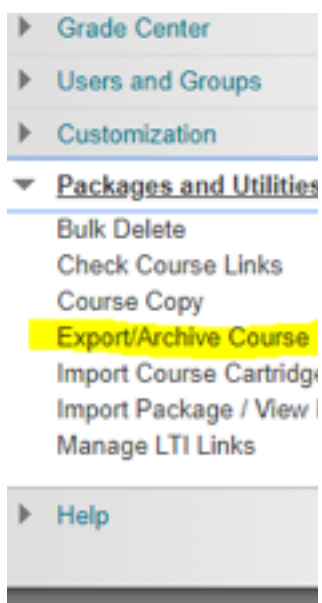 Grade Center
Users and Groups
Customization
Packages and Utilities
Bulk Delete
Check Course Links
Course Copy
Export/Archive Course
Import Course Cartridge
Import Package / View
Manage LTI Links
Help